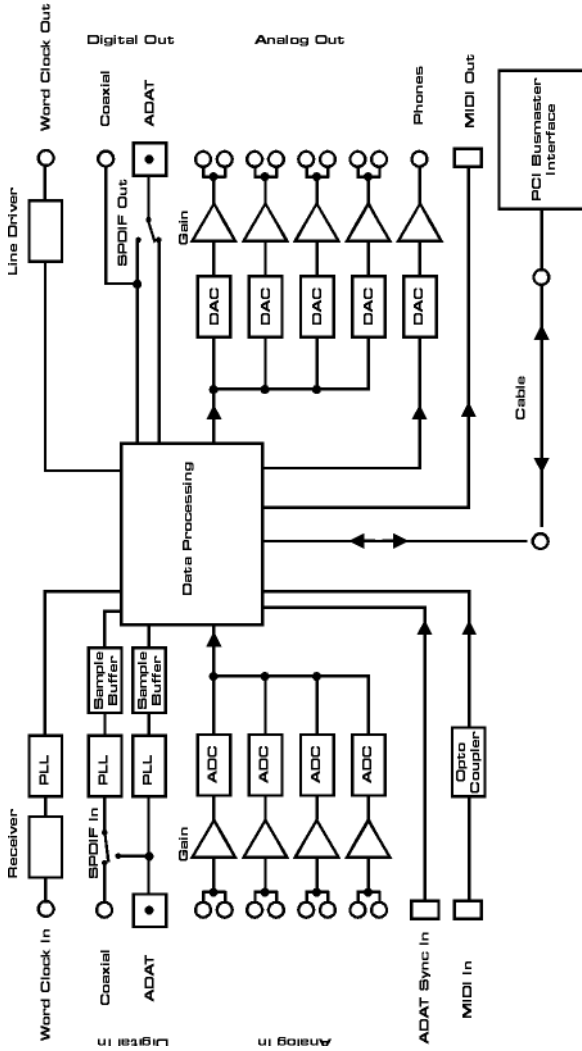 Word Clock In
Receiver
PLL
Line Driver
Word Clock Out
Digital In
Coaxial
SPDIF In
PLL
Sample
Buffer
ADAT
PLL
Sample
Buffer
Data Processing
Digital Out
SPDIF Out
Coaxial
ADAT
Analog In
Gain
ADC
ADC
ADC
ADC
Analog Out
Gain
DAC
DAC
DAC
DAC
DAC
Phones
ADAT Sync In
MIDI In
Opto
Coupler
MIDI Out
Cable
PCI Busmaster
Interface